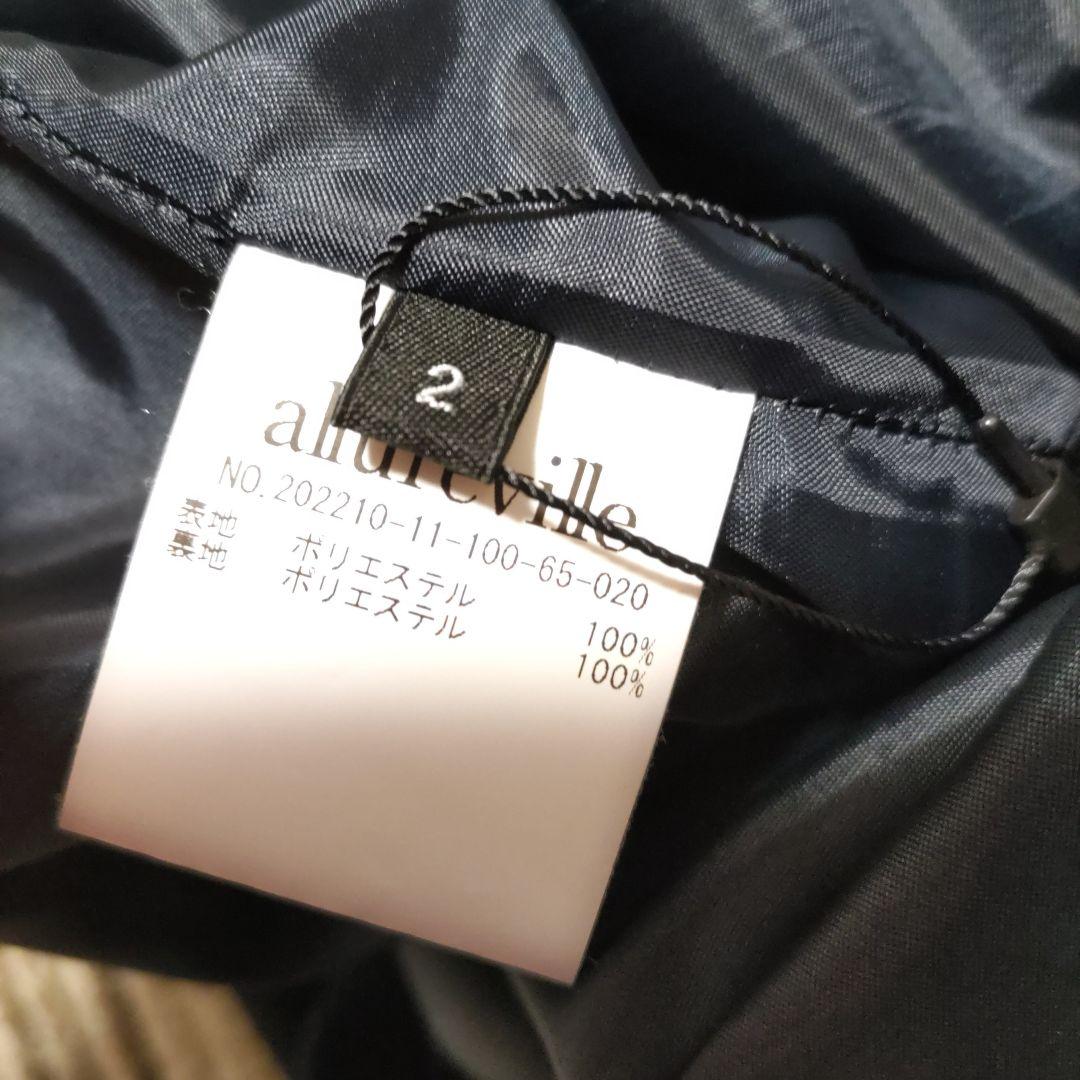 2
allureville
NO.202210-11-100-65-020
表地 ポリエステル 100%
裏地 ポリエステル 100%